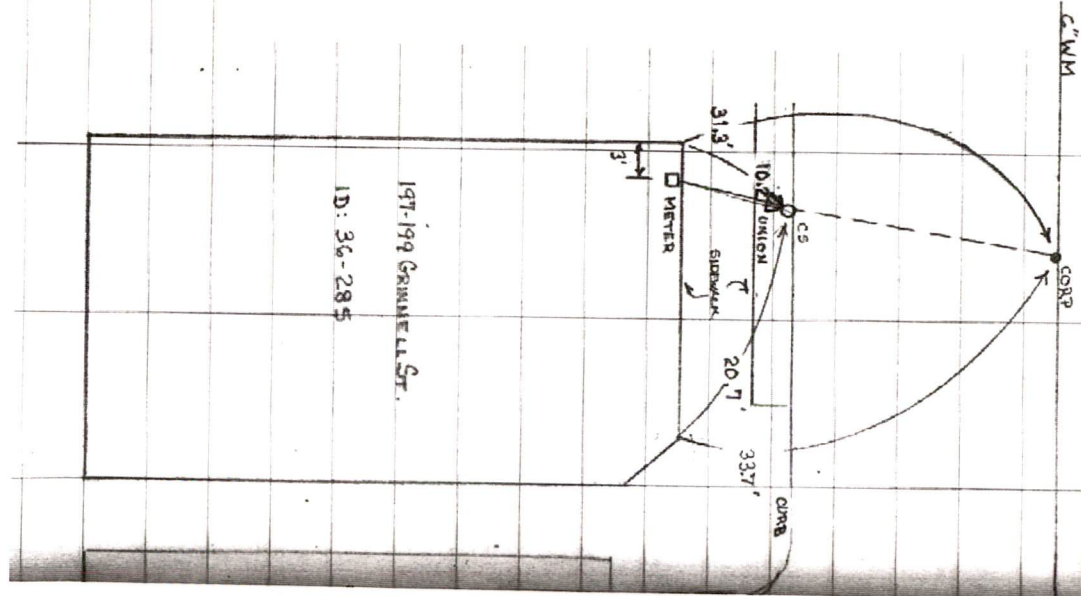 6" WM
CORP
31.3'
10.2'
UNION
CS
3'
METER
SIDEWALK
20.7'
33.7'
CURB
197-199 GRINNELL ST.
ID: 36-285